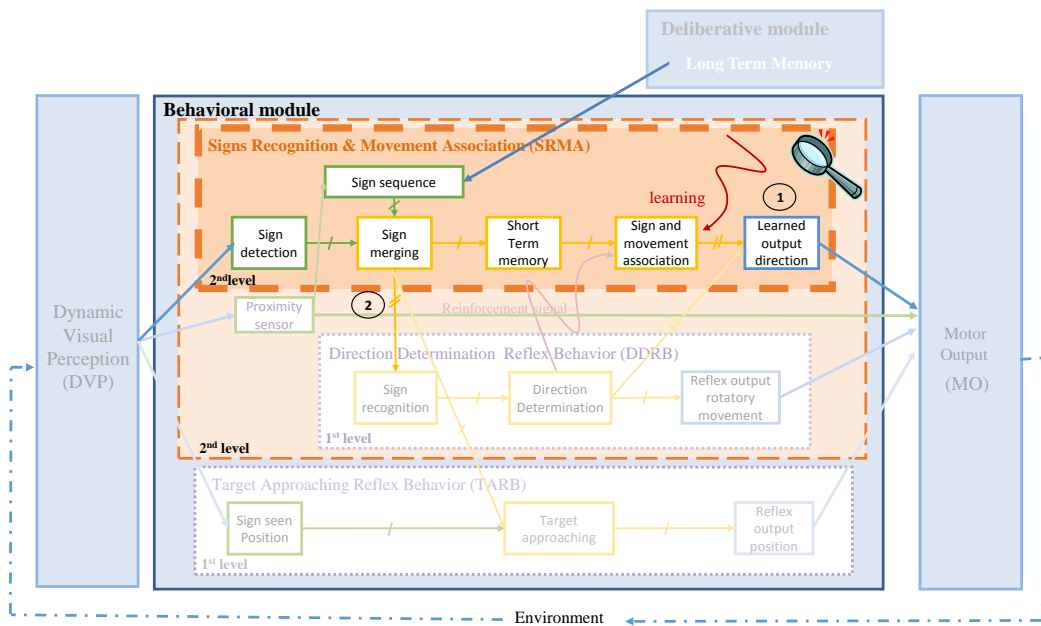 Deliberative module
Long Term Memory
Behavioral module
Signs Recognition & Movement Association (SRMA)
Sign sequence
learning
1
Sign
detection
Sign
merging
Short
Term
memory
Sign and
movement
association
Learned
output
direction
2nd level
2
Proximity
sensor
Reinforcement signal
Dynamic
Visual
Perception
(DVP)
Motor
Output
(MO)
Direction Determination Reflex Behavior (DDRB)
Sign
recognition
Direction
Determination
Reflex output
rotatory
movement
1st level
2nd level
Target Approaching Reflex Behavior (TARB)
Sign seen
Position
Target
approaching
Reflex
output
position
1st level
Environment